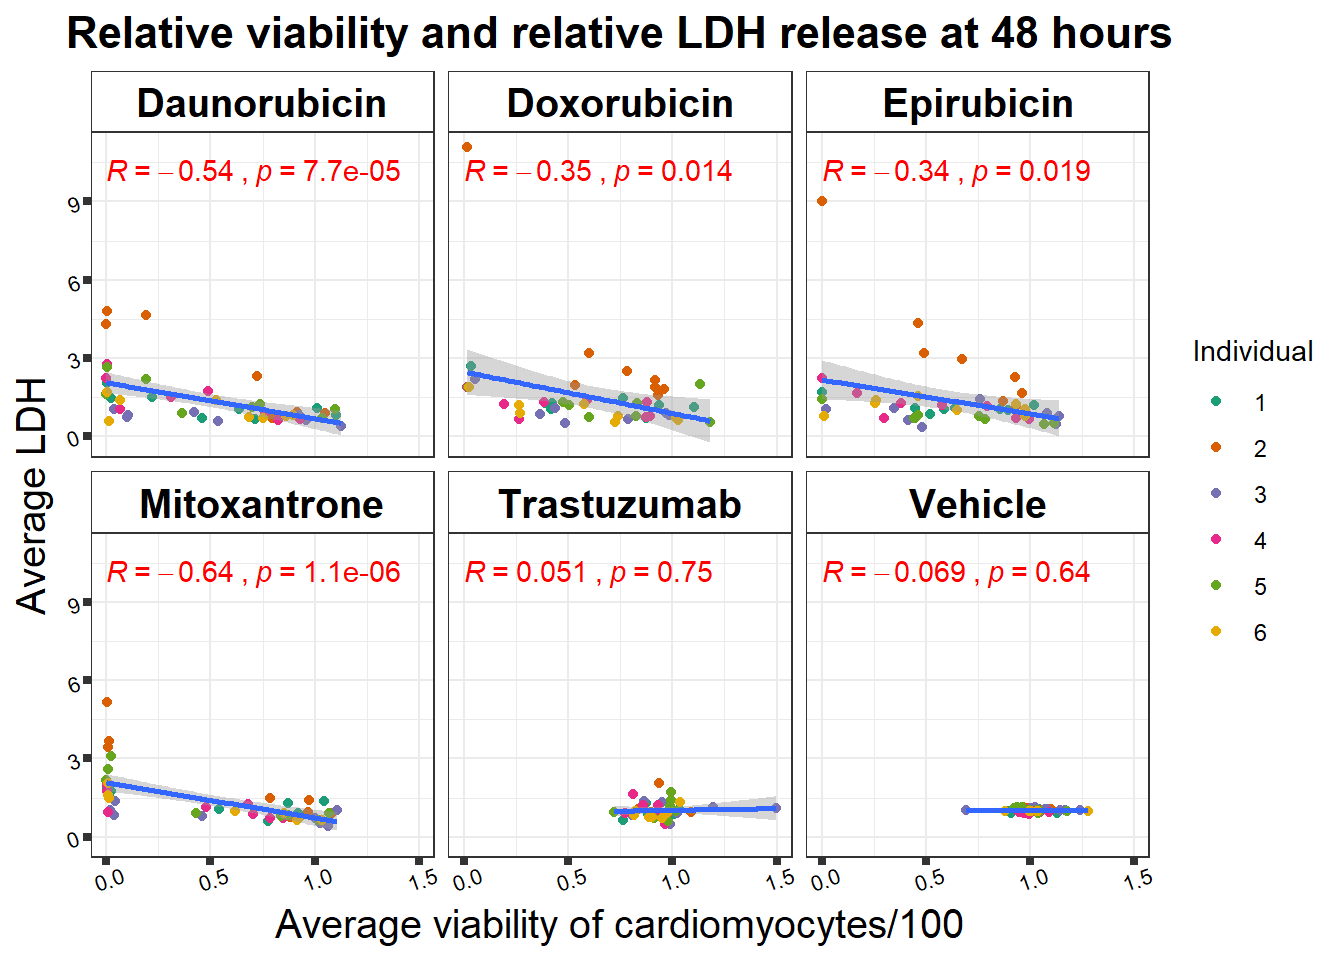 Relative viability and relative LDH release at 48 hours
Daunorubicin
Doxorubicin
Epirubicin
R = −0.54 , p = 7.7e-05
R = −0.35 , p = 0.014
R = −0.34 , p = 0.019
9
6
3
0
Mitoxantrone
Trastuzumab
Vehicle
R = −0.64 , p = 1.1e-06
R = 0.051 , p = 0.75
R = −0.069 , p = 0.64
9
6
3
0
0.0 0.5 1.0 1.5
0.0 0.5 1.0 1.5
0.0 0.5 1.0 1.5
Average LDH
Average viability of cardiomyocytes/100
Individual
1
2
3
4
5
6